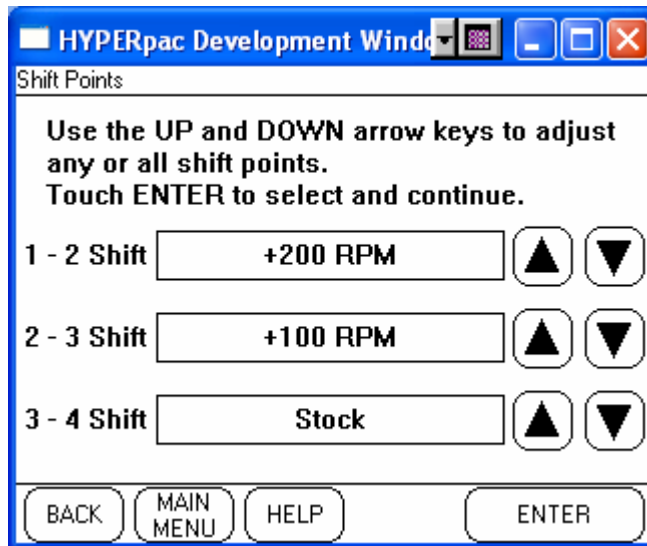 HYPERpac Development Windo
Shift Points
Use the UP and DOWN arrow keys to adjust
any or all shift points.
Touch ENTER to select and continue.
1 - 2 Shift +200 RPM
2 - 3 Shift +100 RPM
3 - 4 Shift Stock
BACK MAIN MENU HELP ENTER